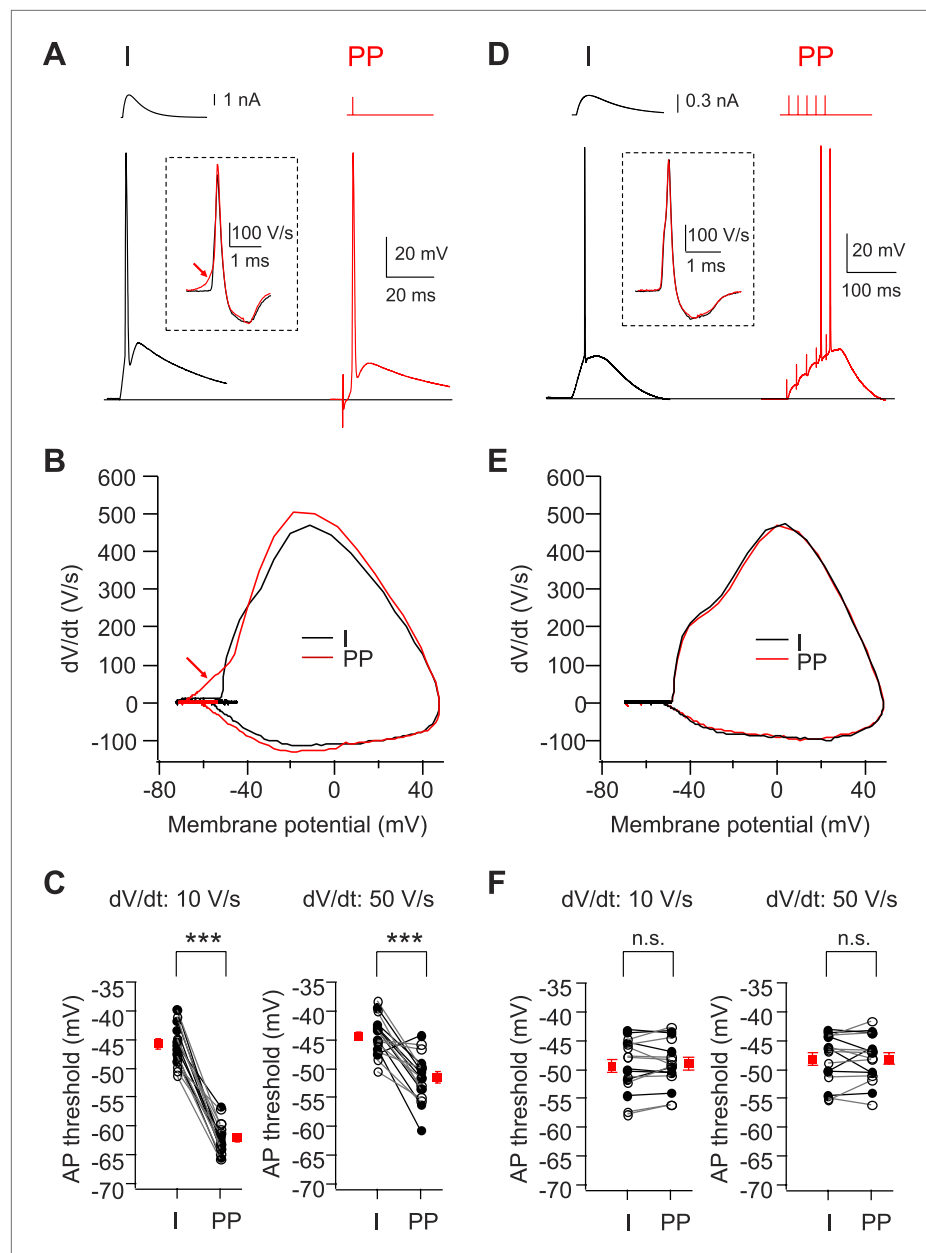 A
I
PP
1 nA
100 V/s
1 ms
20 mV
20 ms
D
I
PP
0.3 nA
100 V/s
1 ms
20 mV
100 ms
B
600
500
400
300
200
100
0
-100
dV/dt (V/s)
I
PP
-80
-40
0
40
Membrane potential (mV)
E
600
500
400
300
200
100
0
-100
dV/dt (V/s)
I
PP
-80
-40
0
40
Membrane potential (mV)
C
dV/dt: 10 V/s
***
-35
-40
-45
-50
-55
-60
-65
-70
AP threshold (mV)
I PP
dV/dt: 50 V/s
***
-35
-40
-45
-50
-55
-60
-65
-70
AP threshold (mV)
I PP
F
dV/dt: 10 V/s
n.s.
-35
-40
-45
-50
-55
-60
-65
-70
AP threshold (mV)
I PP
dV/dt: 50 V/s
n.s.
-35
-40
-45
-50
-55
-60
-65
-70
AP threshold (mV)
I PP